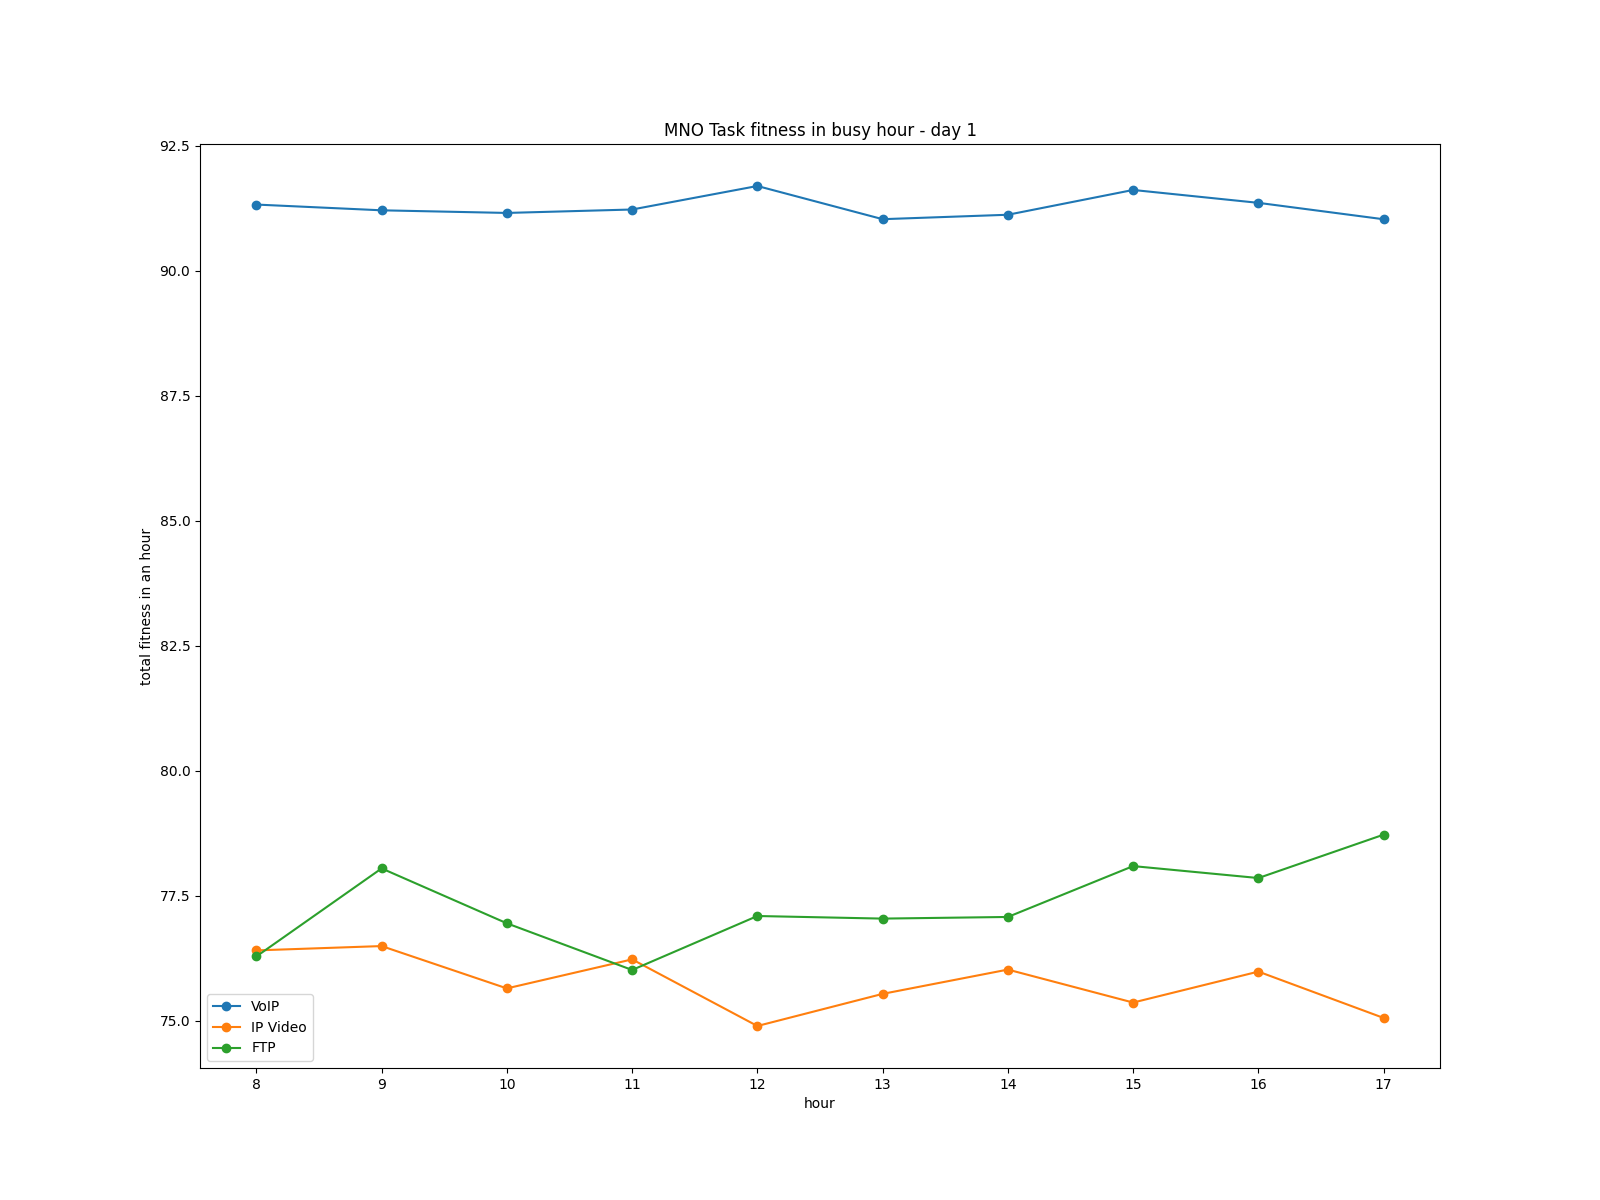 MNO Task fitness in busy hour - day 1
92.5
90.0
87.5
85.0
82.5
80.0
77.5
75.0
total fitness in an hour
VoIP
IP Video
FTP
8 9 10 11 12 13 14 15 16 17
hour